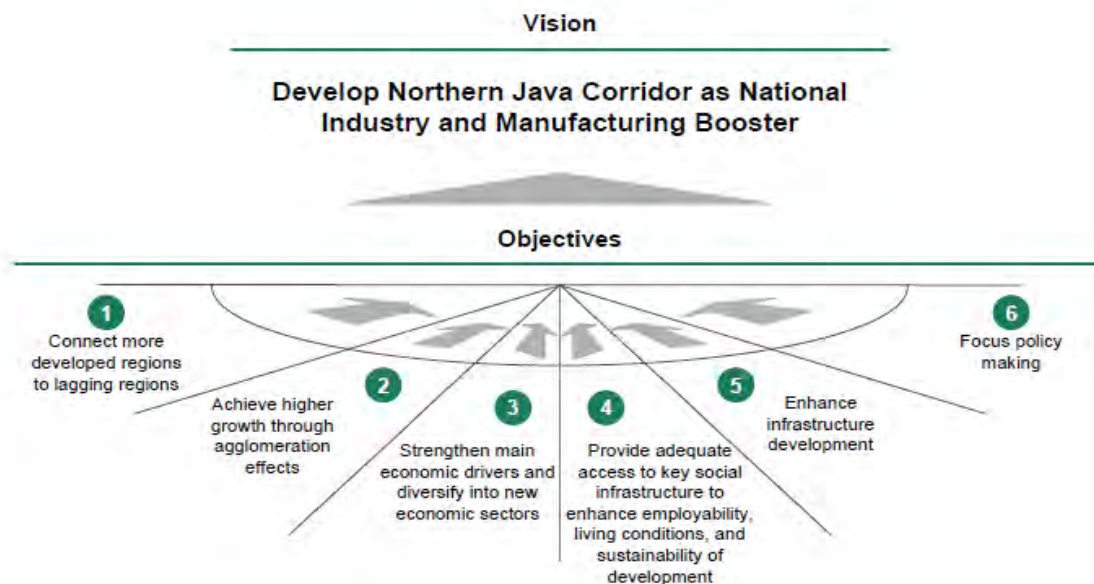 Vision
Develop Northern Java Corridor as National
Industry and Manufacturing Booster
Objectives
1
Connect more
developed regions
to lagging regions
2
Achieve higher
growth through
agglomeration
effects
3
Strengthen main
economic drivers and
diversify into new
economic sectors
4
Provide adequate
access to key social
infrastructure to
enhance employability,
living conditions, and
sustainability of
development
5
Enhance
infrastructure
development
6
Focus policy
making